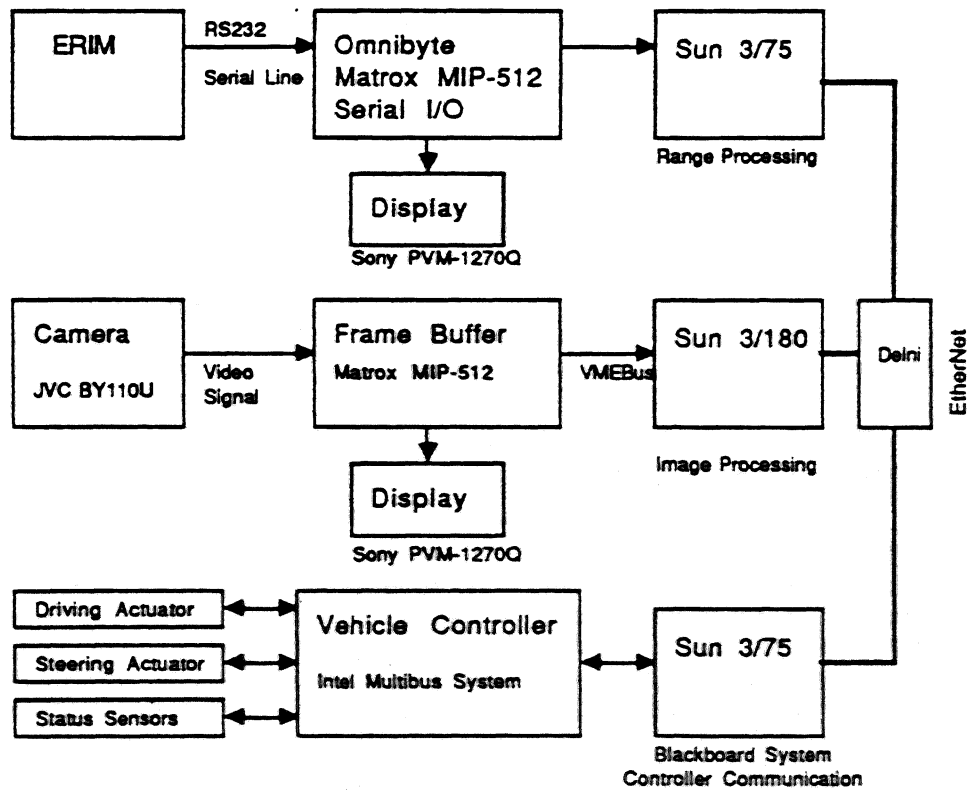 ERIM
RS232
Serial Line
Omnibyte
Matrox MIP-512
Serial I/O
Sun 3/75
Range Processing
Display
Sony PVM-1270Q
Camera
JVC BY110U
Video
Signal
Frame Buffer
Matrox MIP-512
VMEBus
Sun 3/180
Image Processing
Delni
EtherNet
Display
Sony PVM-1270Q
Driving Actuator
Steering Actuator
Status Sensors
Vehicle Controller
Intel Multibus System
Sun 3/75
Blackboard System
Controller Communication